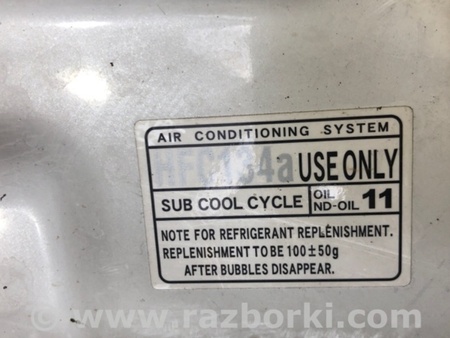 AIR CONDITIONING SYSTEM
HFC134a USE ONLY
SUB COOL CYCLE OIL ND-OIL 11
NOTE FOR REFRIGERANT REPLENISHMENT.
REPLENISHMENT TO BE 100±50g
AFTER BUBBLES DISAPPEAR.
www.razborki.com